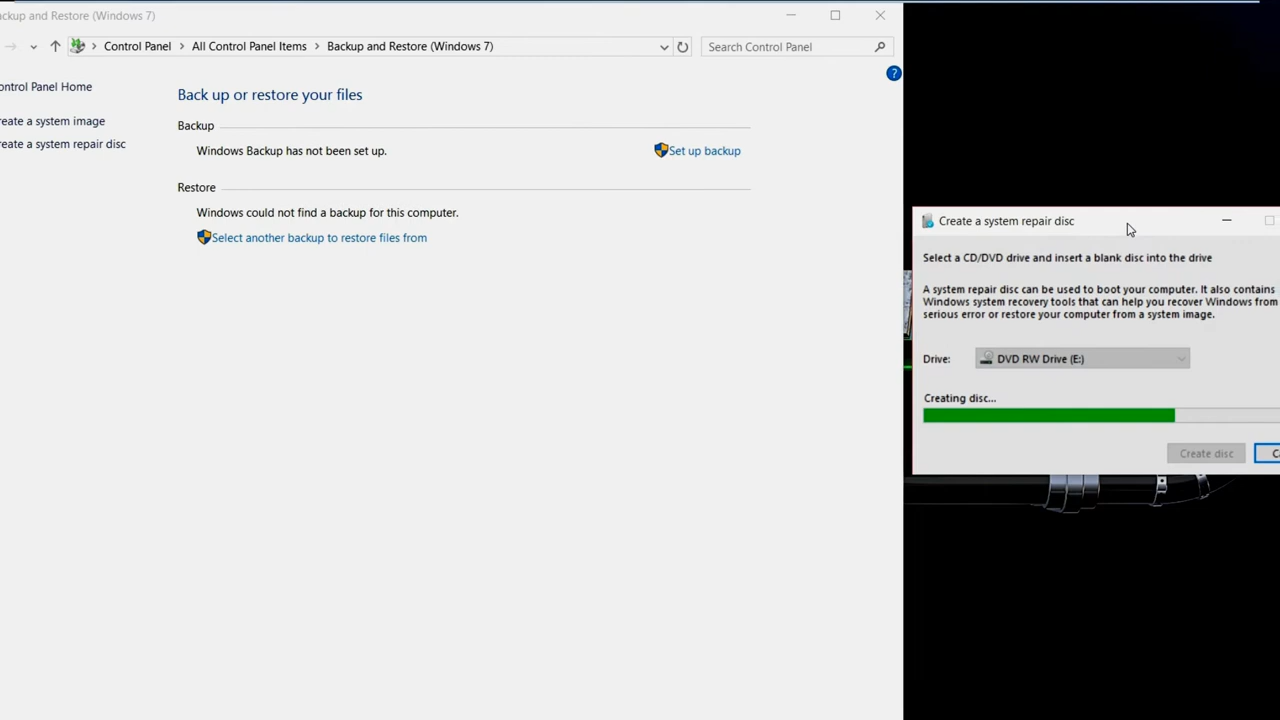 ckup and Restore (Windows 7)
Control Panel > All Control Panel Items > Backup and Restore (Windows 7)
Search Control Panel
ontrol Panel Home
reate a system image
reate a system repair disc
Back up or restore your files
Backup
Windows Backup has not been set up.
Set up backup
Restore
Windows could not find a backup for this computer.
Select another backup to restore files from
?
Create a system repair disc
Select a CD/DVD drive and insert a blank disc into the drive
A system repair disc can be used to boot your computer. It also contains
Windows system recovery tools that can help you recover Windows from
serious error or restore your computer from a system image.
Drive:
DVD RW Drive (E:)
Creating disc...
Create disc